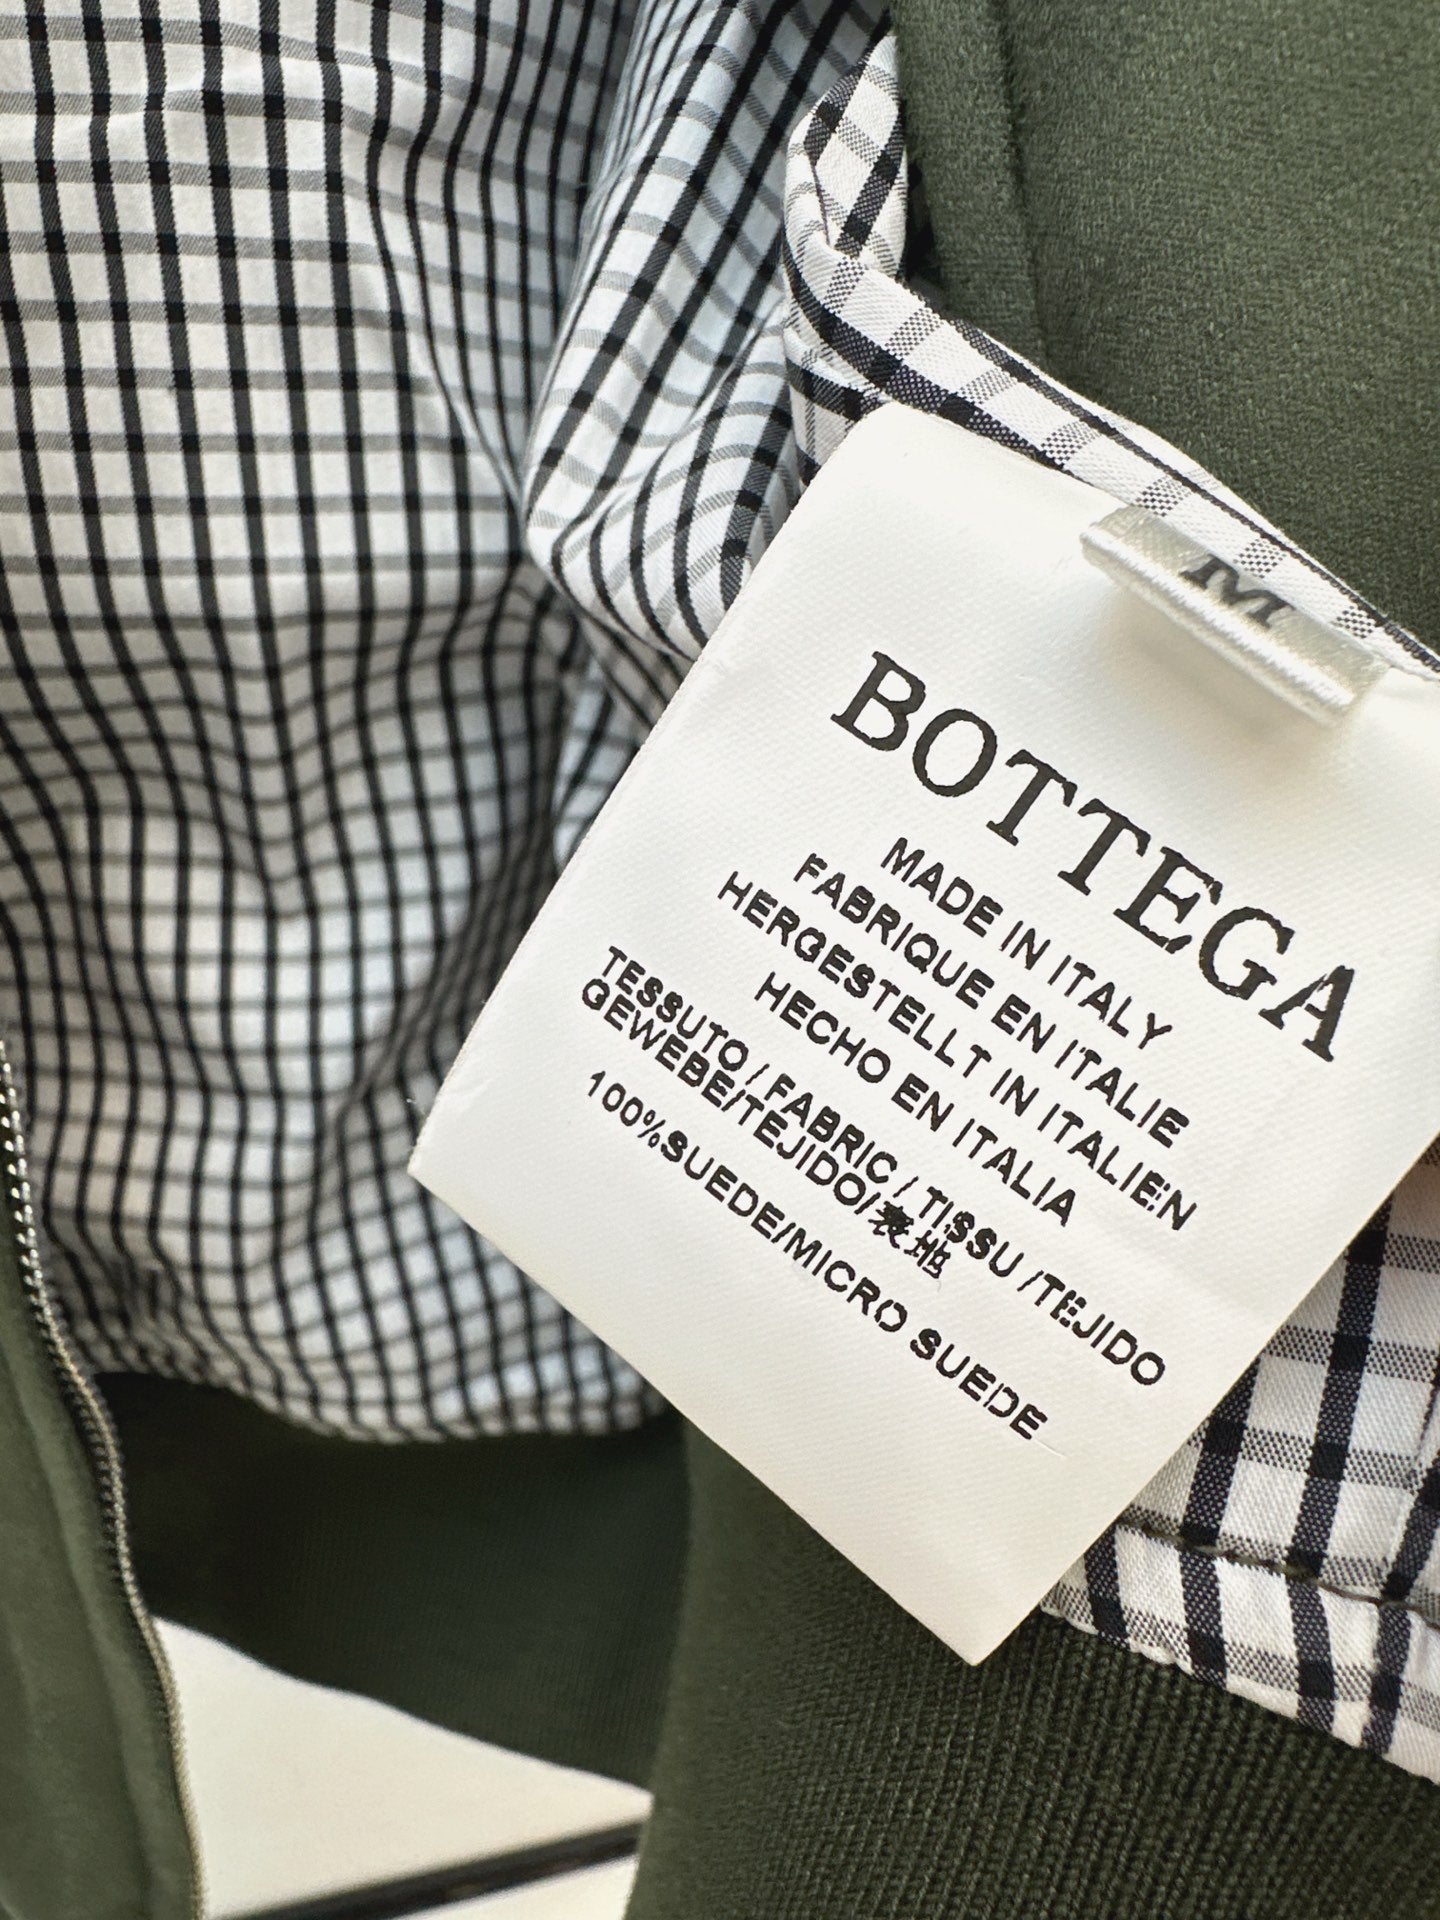 M
BOTTEGA
MADE IN ITALY
FABRIQUE EN ITALIE
HERGESTELLT IN ITALIEN
HECHO EN ITALIA
TESSUTO / FABRIC / TISSU /TEJIDO
GEWEBE/TEJIDO/表地
100%SUEDE/MICRO SUEDE